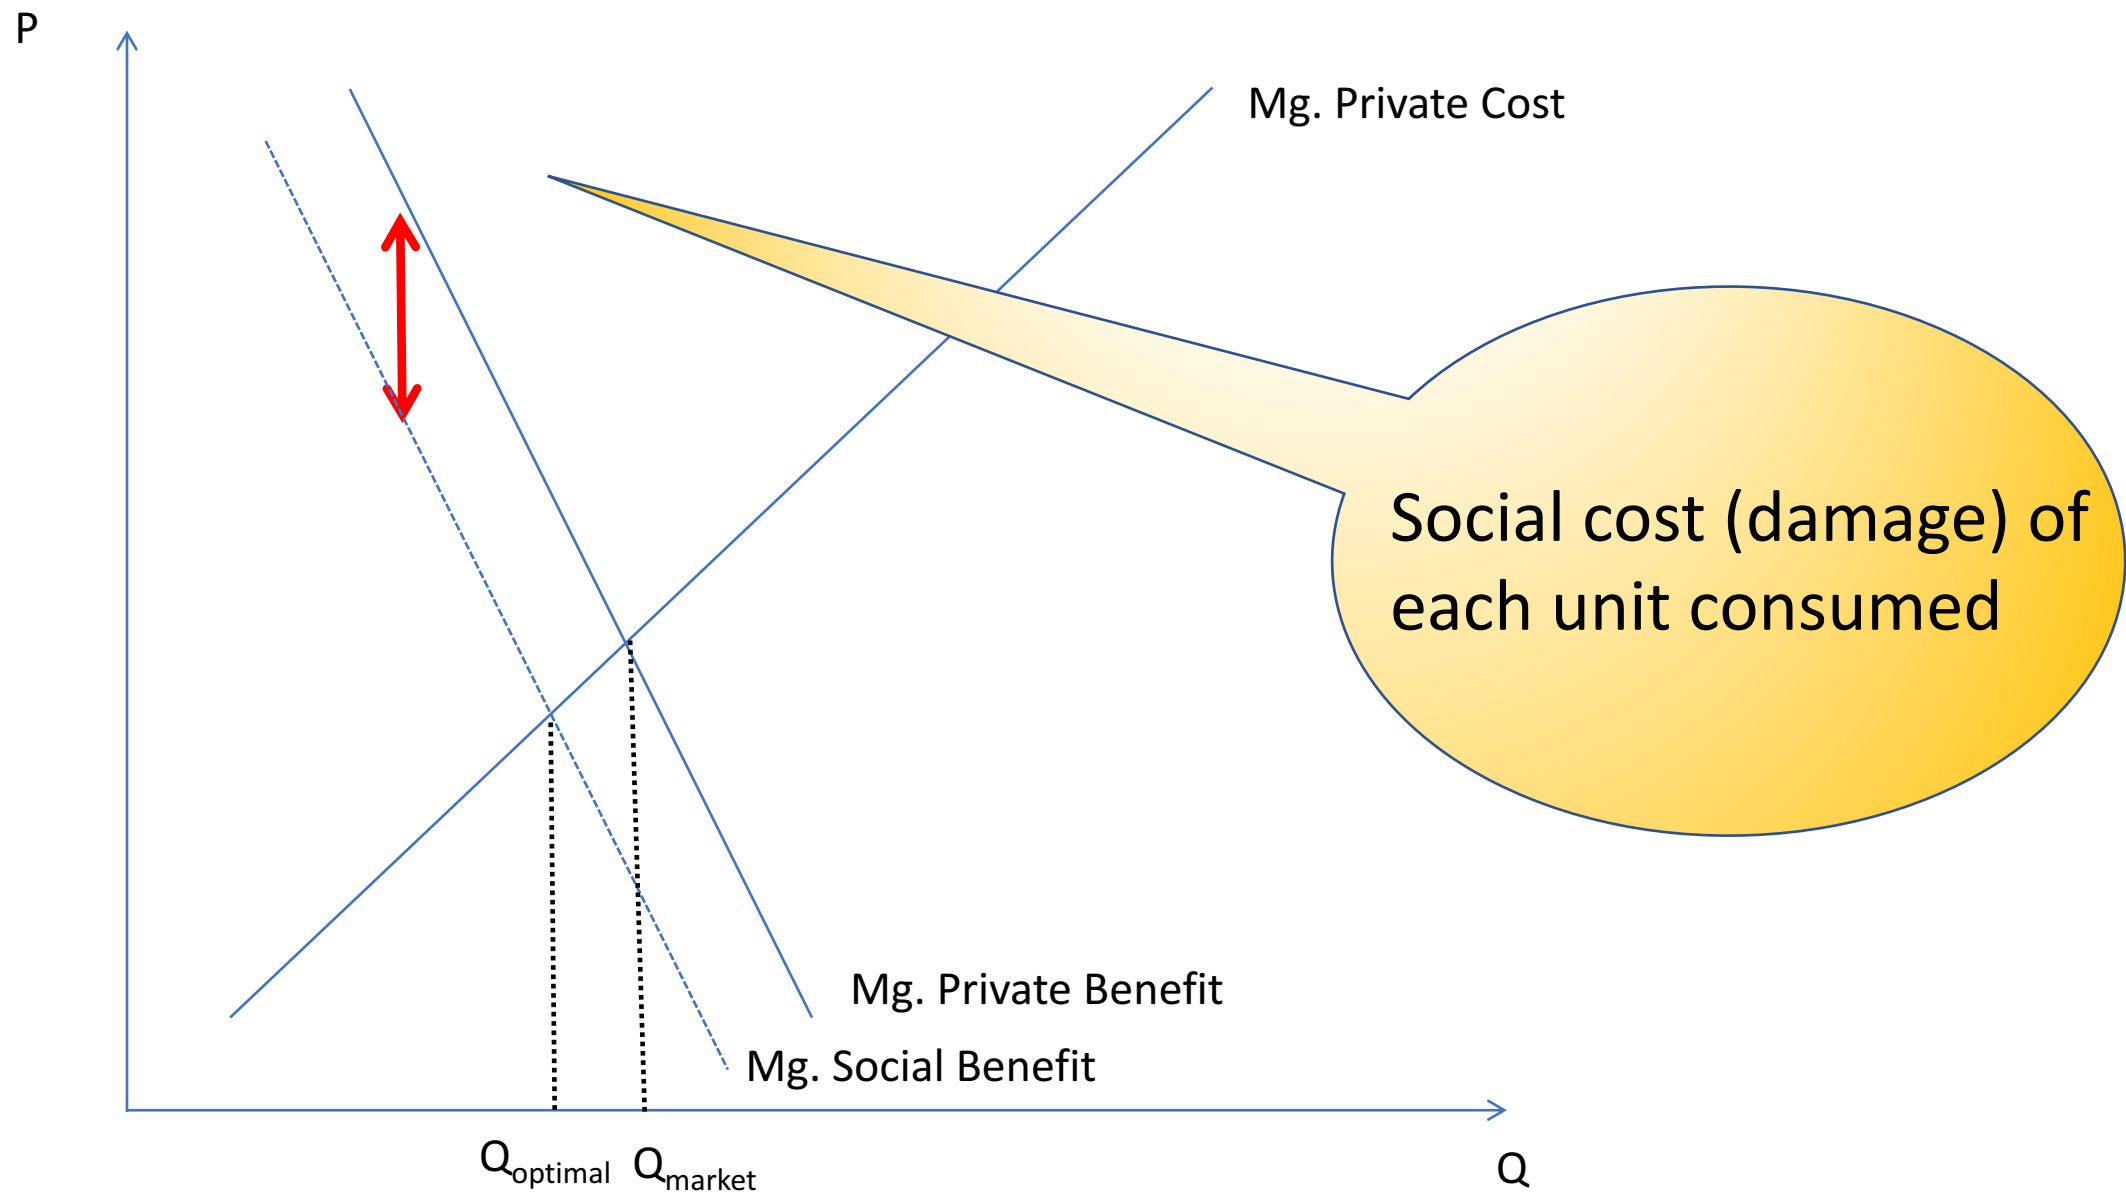 P
Mg. Private Cost
Social cost (damage) of
each unit consumed
Mg. Private Benefit
Mg. Social Benefit
Qoptimal
Qmarket
Q